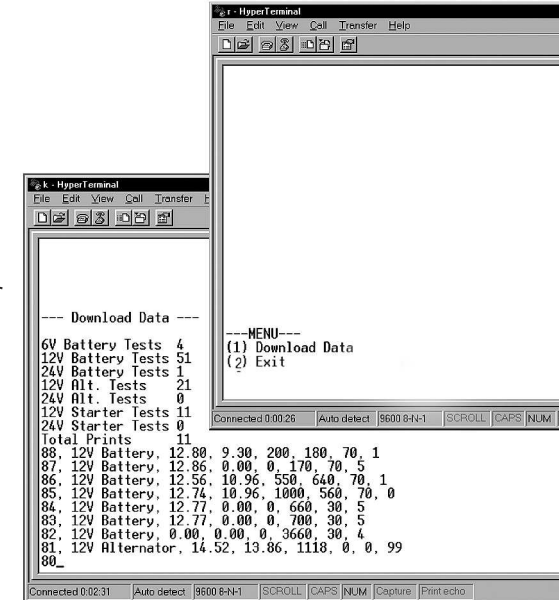 r - HyperTerminal
File Edit View Call Transfer Help
---MENU---
(1) Download Data
(2) Exit
Connected 0:00:26 Auto detect 9600 8-N-1 SCROLL CAPS NUM
k - HyperTerminal
File Edit View Call Transfer
--- Download Data ---
6V Battery Tests 4
12V Battery Tests 51
24V Battery Tests 1
12V Alt. Tests 21
24V Alt. Tests 0
12V Starter Tests 11
24V Starter Tests 0
Total Prints 11
88, 12V Battery, 12.80, 9.30, 200, 180, 70, 1
87, 12V Battery, 12.86, 0.00, 0, 170, 70, 5
86, 12V Battery, 12.56, 10.96, 550, 640, 70, 1
85, 12V Battery, 12.74, 10.96, 1000, 560, 70, 0
84, 12V Battery, 12.77, 0.00, 0, 660, 30, 5
83, 12V Battery, 12.77, 0.00, 0, 700, 30, 5
82, 12V Battery, 0.00, 0.00, 0, 3660, 30, 4
81, 12V Alternator, 14.52, 13.86, 1118, 0, 0, 99
80_
Connected 0:02:31 Auto detect 9600 8-N-1 SCROLL CAPS NUM Capture Print echo